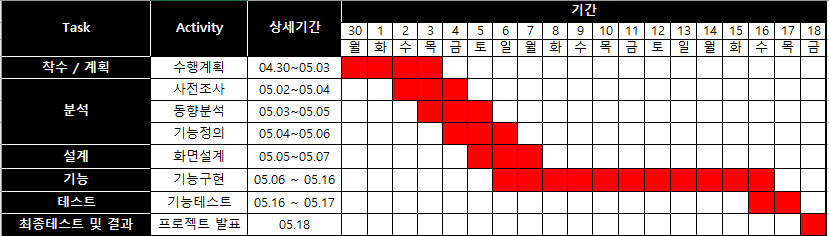 Task Activity 상세기간 기간
30 1 2 3 4 5 6 7 8 9 10 11 12 13 14 15 16 17 18
월 화 수 목 금 토 일 월 화 수 목 금 토 일 월 화 수 목 금
착수 / 계획 수행계획 04.30~05.03
분석 사전조사 05.02~05.04
동향분석 05.03~05.05
기능정의 05.04~05.06
설계 화면설계 05.05~05.07
기능 기능구현 05.06 ~ 05.16
테스트 기능테스트 05.16 ~ 05.17
최종테스트 및 결과 프로젝트 발표 05.18